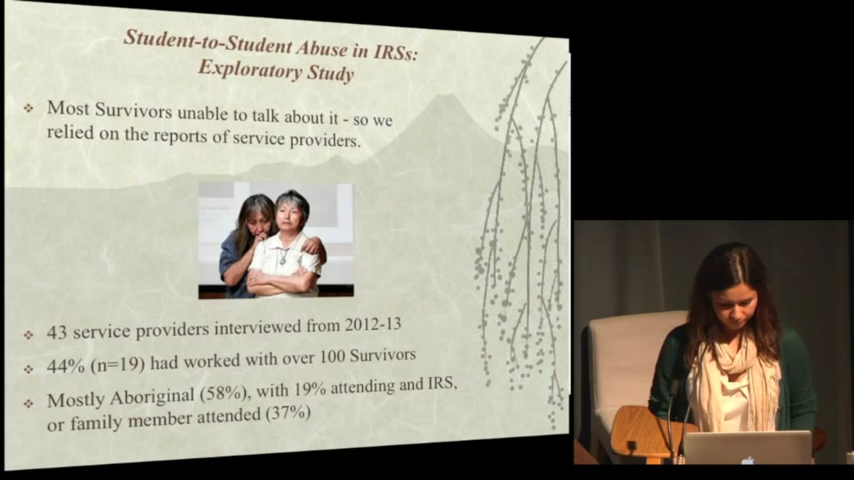 Student-to-Student Abuse in IRSs:
Exploratory Study
Most Survivors unable to talk about it - so we
relied on the reports of service providers.
43 service providers interviewed from 2012-13
44% (n=19) had worked with over 100 Survivors
Mostly Aboriginal (58%), with 19% attending and IRS,
or family member attended (37%)